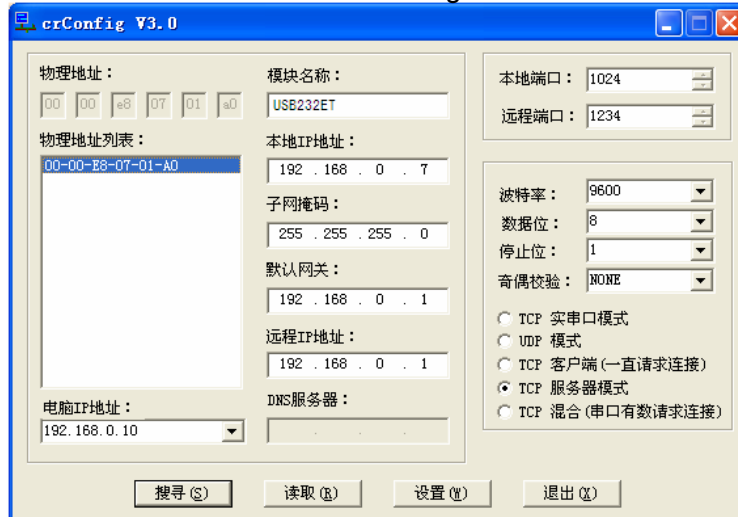 crConfig V3.0
物理地址：
00 00 e8 07 01 a0
物理地址列表：
00-00-E8-07-01-A0
电脑IP地址：
192.168.0.10
模块名称：
USB232ET
本地IP地址：
192 . 168 . 0 . 7
子网掩码：
255 . 255 . 255 . 0
默认网关：
192 . 168 . 0 . 1
远程IP地址：
192 . 168 . 0 . 1
DNS服务器：
本地端口： 1024
远程端口： 1234
波特率： 9600
数据位： 8
停止位： 1
奇偶校验： NONE
TCP 实串口模式
UDP 模式
TCP 客户端(一直请求连接)
TCP 服务器模式
TCP 混合(串口有数请求连接)
搜寻(S) 读取(R) 设置(W) 退出(X)